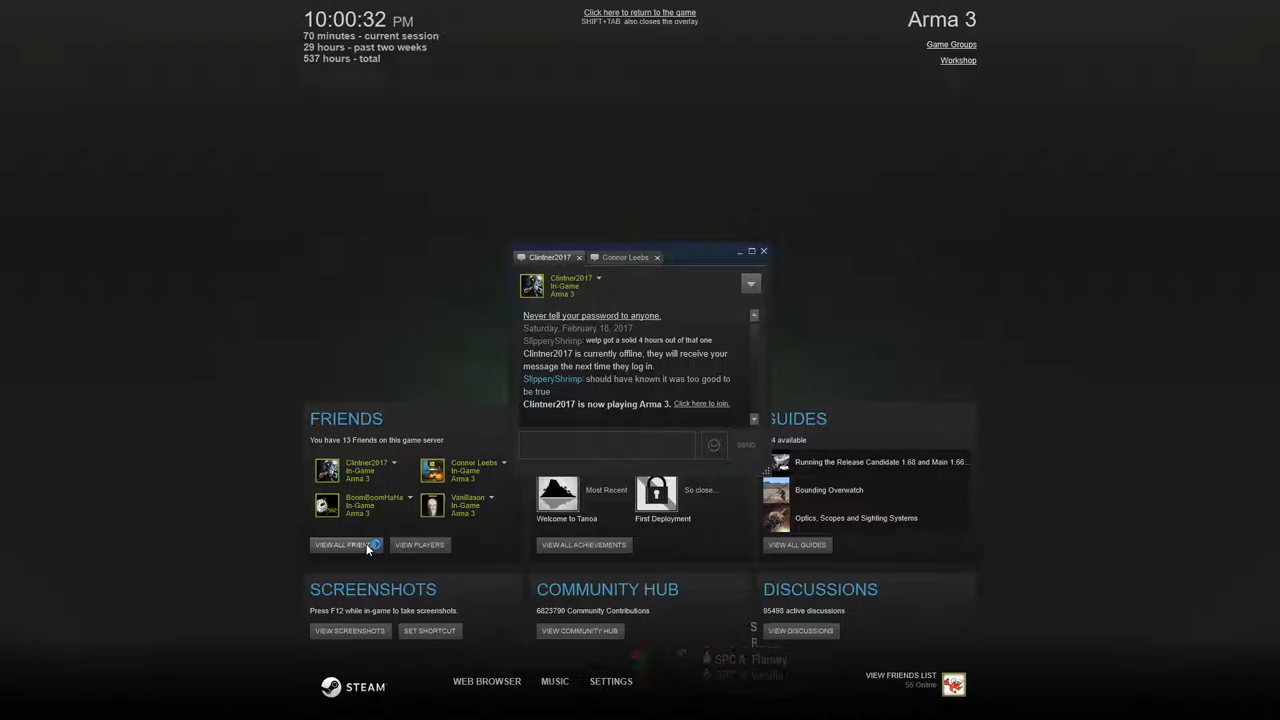 10:00:32 PM
70 minutes - current session
29 hours - past two weeks
537 hours - total
Click here to return to the game
SHIFT+TAB also closes the overlay
Arma 3
Game Groups
Workshop
Clintner2017
Connor Leebs
Clintner2017
In-Game
Arma 3
Never tell your password to anyone.
Saturday, February 18, 2017
SlipperyShrimp: welp got a solid 4 hours out of that one
Clintner2017 is currently offline, they will receive your
message the next time they log in.
SlipperyShrimp: should have known it was too good to
be true
Clintner2017 is now playing Arma 3. Click here to join.
SEND
FRIENDS
You have 13 Friends on this game server
Clintner2017
In-Game
Arma 3
Connor Leebs
In-Game
Arma 3
BoomBoomHaHa
In-Game
Arma 3
Vanillason
In-Game
Arma 3
VIEW ALL FRIENDS
VIEW PLAYERS
Most Recent
Welcome to Tanoa
So close...
First Deployment
VIEW ALL ACHIEVEMENTS
GUIDES
4 available
Running the Release Candidate 1.68 and Main 1.66...
Bounding Overwatch
Optics, Scopes and Sighting Systems
VIEW ALL GUIDES
SCREENSHOTS
Press F12 while in-game to take screenshots.
VIEW SCREENSHOTS
SET SHORTCUT
COMMUNITY HUB
6823790 Community Contributions
VIEW COMMUNITY HUB
DISCUSSIONS
95498 active discussions
VIEW DISCUSSIONS
SPC A. Flamey
SPC A. Vanilla
STEAM
WEB BROWSER
MUSIC
SETTINGS
VIEW FRIENDS LIST
55 Online